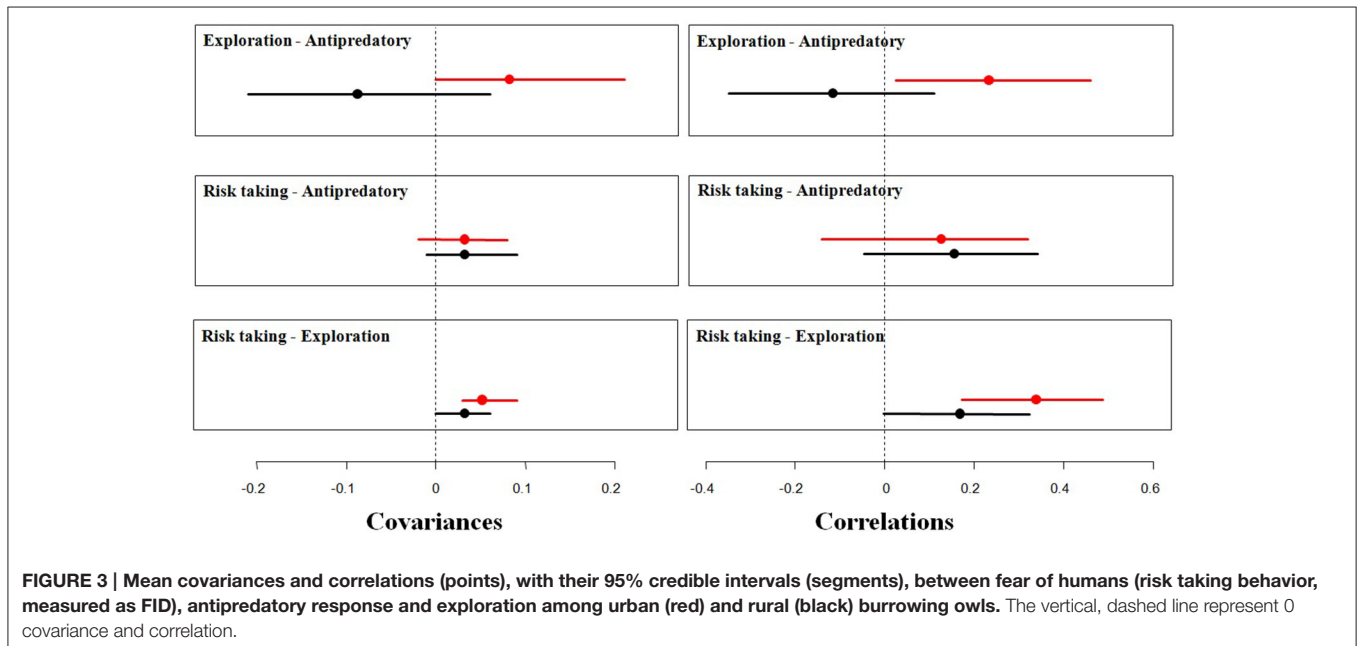 Exploration - Antipredatory
Exploration - Antipredatory
Risk taking - Antipredatory
Risk taking - Antipredatory
Risk taking - Exploration
Risk taking - Exploration
-0.2 -0.1 0 0.1 0.2
-0.4 -0.2 0 0.2 0.4 0.6
Covariances
Correlations
FIGURE 3 | Mean covariances and correlations (points), with their 95% credible intervals (segments), between fear of humans (risk taking behavior,
measured as FID), antipredatory response and exploration among urban (red) and rural (black) burrowing owls. The vertical, dashed line represent 0
covariance and correlation.